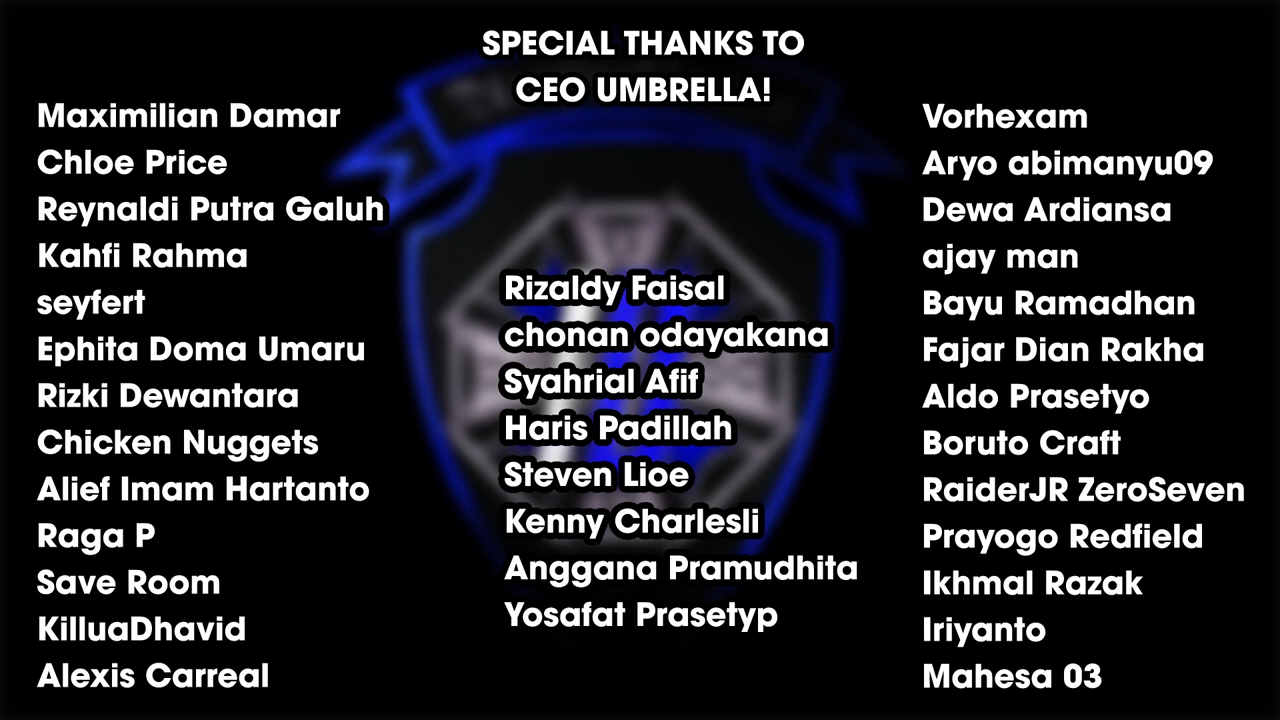 SPECIAL THANKS TO
CEO UMBRELLA!
Maximilian Damar
Chloe Price
Reynaldi Putra Galuh
Kahfi Rahma
seyfert
Ephita Doma Umaru
Rizki Dewantara
Chicken Nuggets
Alief Imam Hartanto
Raga P
Save Room
KilluaDhavid
Alexis Carreal
Rizaldy Faisal
chonan odayakana
Syahrial Afif
Haris Padillah
Steven Lioe
Kenny Charlesli
Anggana Pramudhita
Yosafat Prasetyp
Vorhexam
Aryo abimanyu09
Dewa Ardiansa
ajay man
Bayu Ramadhan
Fajar Dian Rakha
Aldo Prasetyo
Boruto Craft
RaiderJR ZeroSeven
Prayogo Redfield
Ikhmal Razak
Iriyanto
Mahesa 03